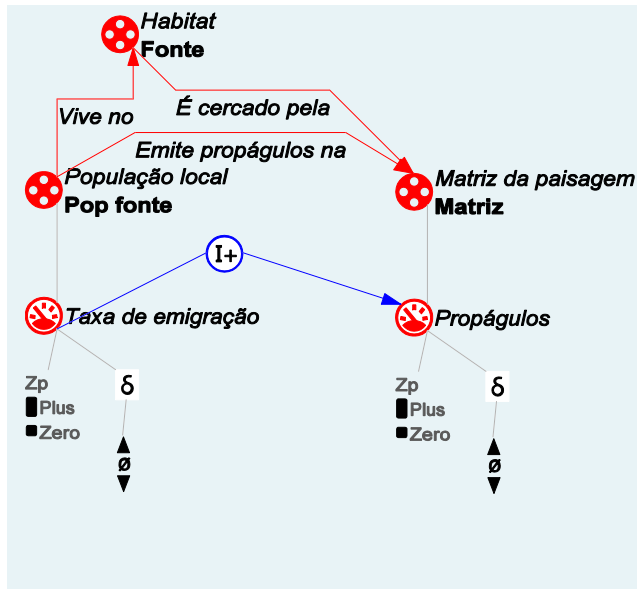 Habitat
Fonte
Vive no
É cercado pela
Emite propágulos na
População local
Pop fonte
Matriz da paisagem
Matriz
I+
Taxa de emigração
Propágulos
Zp
δ
Zp
δ
Plus
Plus
Zero
Zero
ø
ø